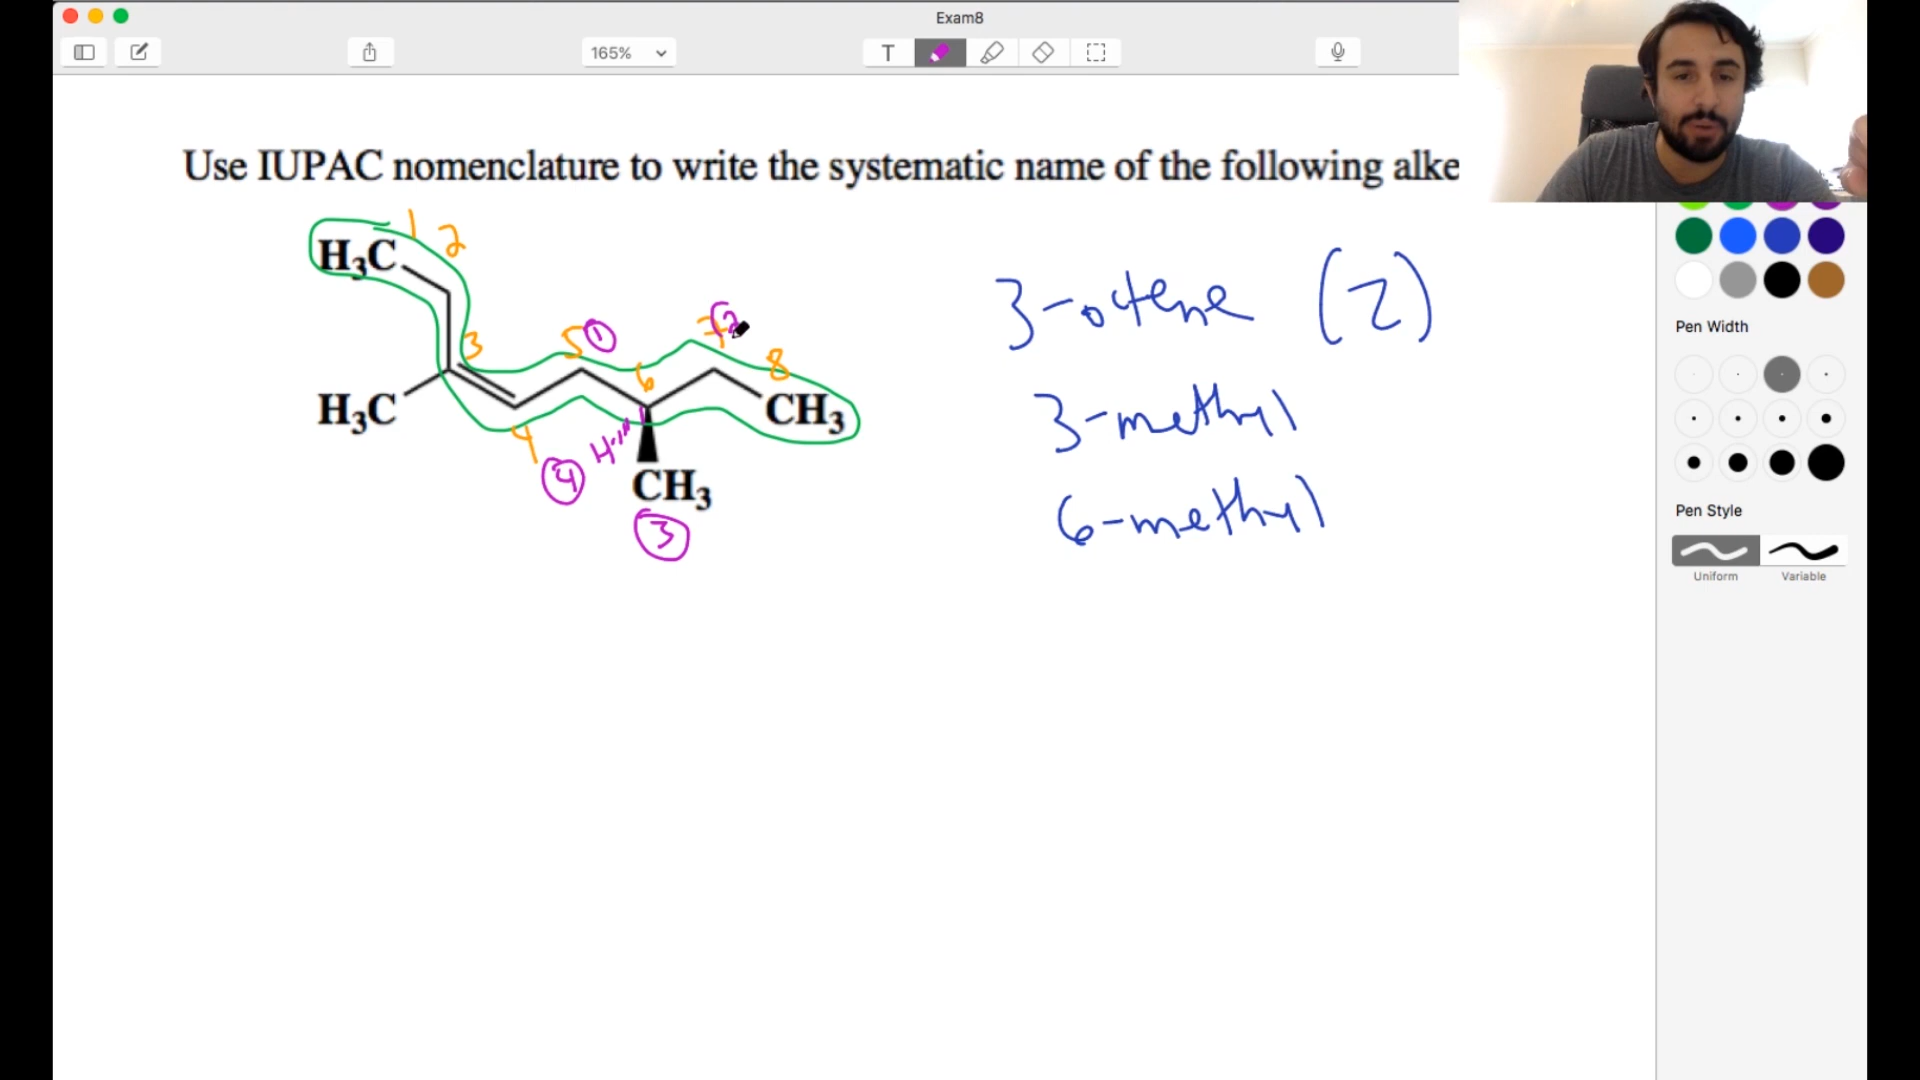 Exam8
165%
T
Use IUPAC nomenclature to write the systematic name of the following alke
1
2
H3C
3
5
1
7
2
8
6
H3C
CH3
4
H
4
CH3
3
3-octene (Z)
3-methyl
6-methyl
Pen Width
Pen Style
Uniform
Variable